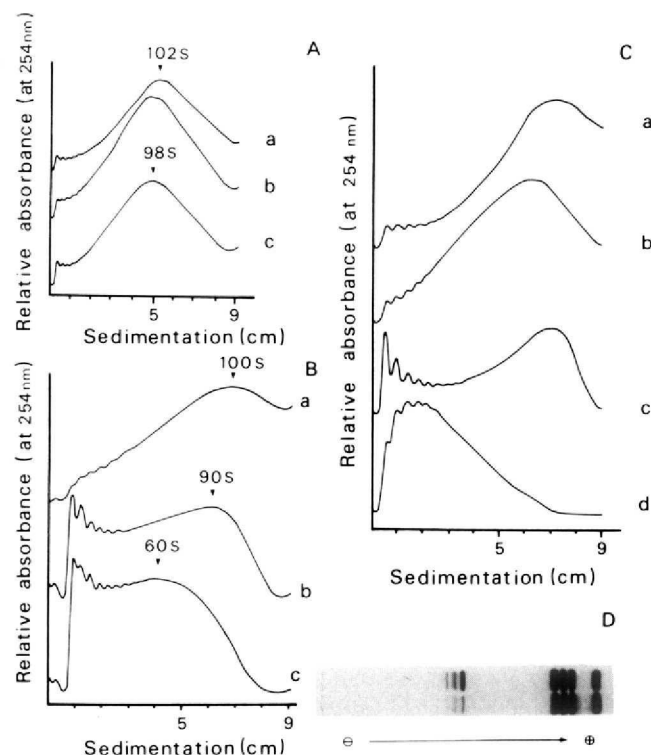 A
102S
98S
a
b
c
Relative absorbance (at 254nm)
5
9
Sedimentation (cm)
B
100S
90S
60S
a
b
c
Relative absorbance (at 254nm)
5
9
Sedimentation (cm)
C
a
b
c
d
Relative absorbance (at 254 nm)
5
9
Sedimentation (cm)
D
⊖
⊕